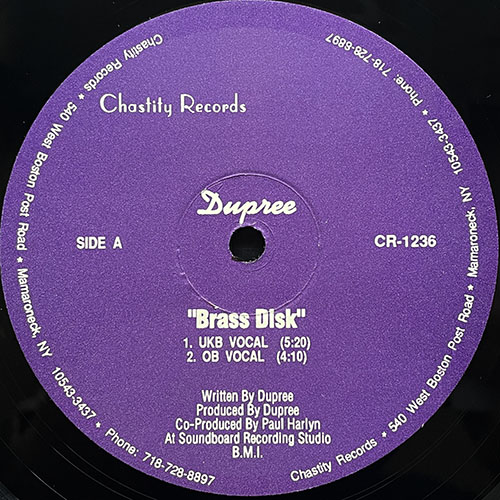 Chastity Records
Dupree
SIDE A
CR-1236
"Brass Disk"
1. UKB VOCAL (5:20)
2. OB VOCAL (4:10)
Written By Dupree
Produced By Dupree
Co-Produced By Paul Harlyn
At Soundboard Recording Studio
B.M.I.
Chastity Records * 540 West Boston Post Road * Mamaroneck, NY 10543-3437 * Phone: 718-728-8897
Chastity Records * 540 West Boston Post Road * Mamaroneck, NY 10543-3437 * Phone: 718-728-8897